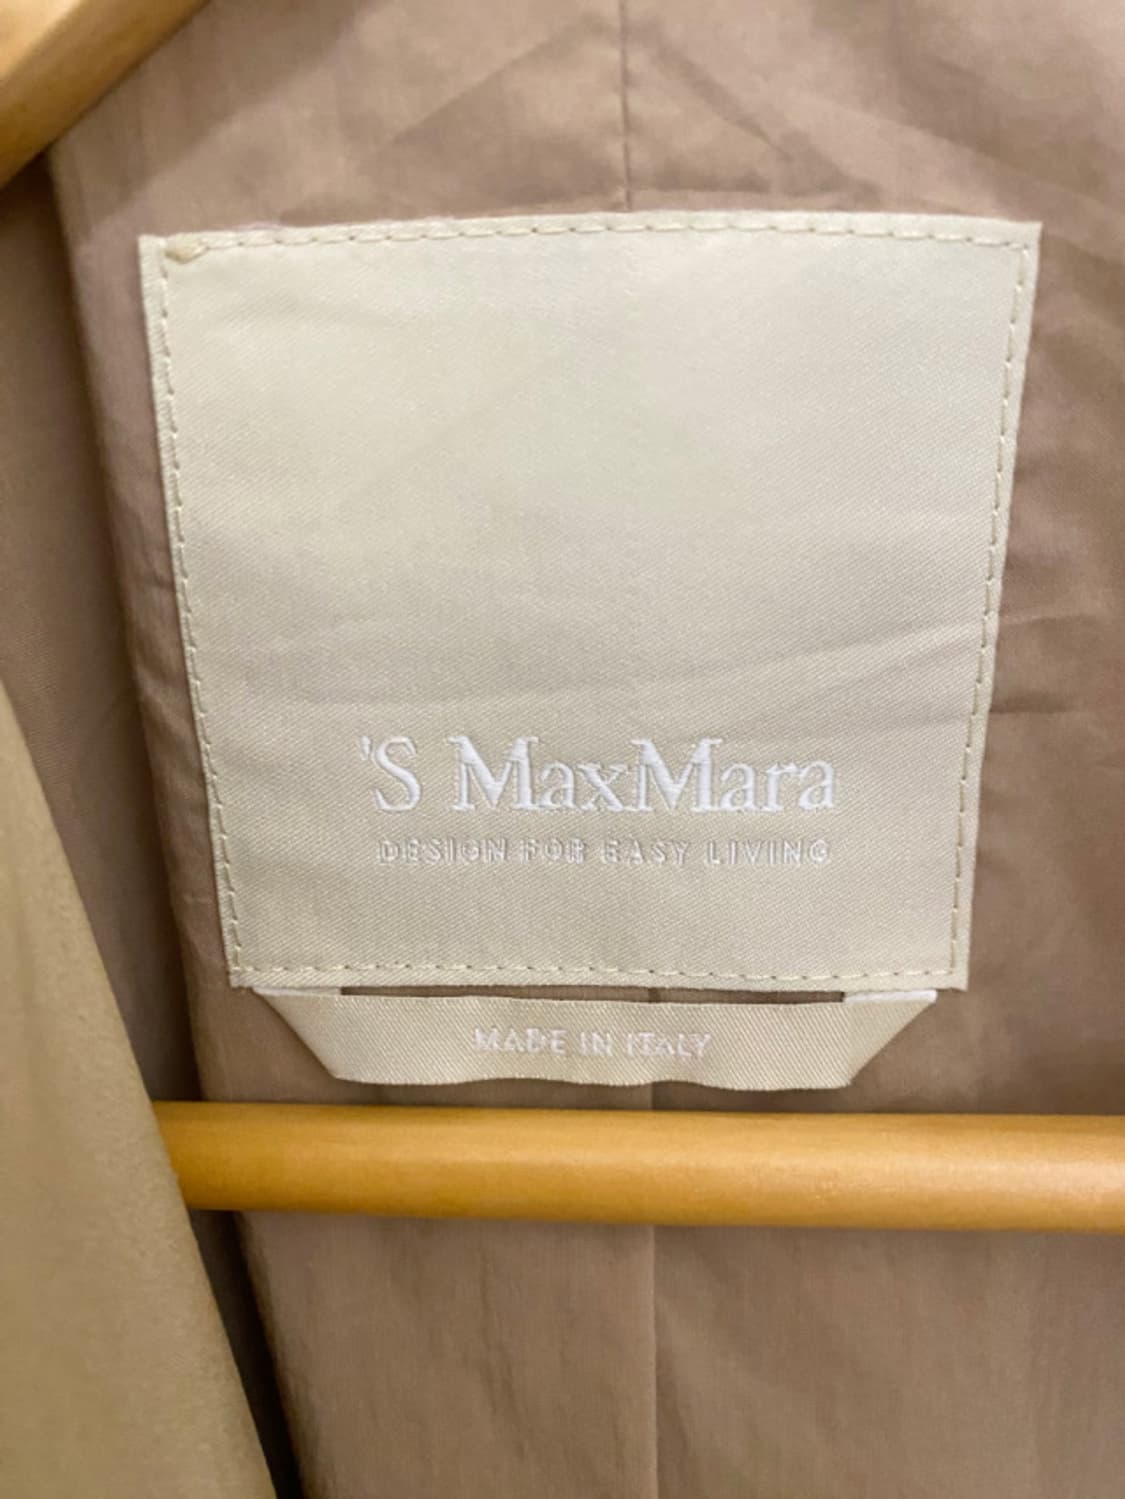 'S MaxMara
DESIGN FOR EASY LIVING
MADE IN ITALY